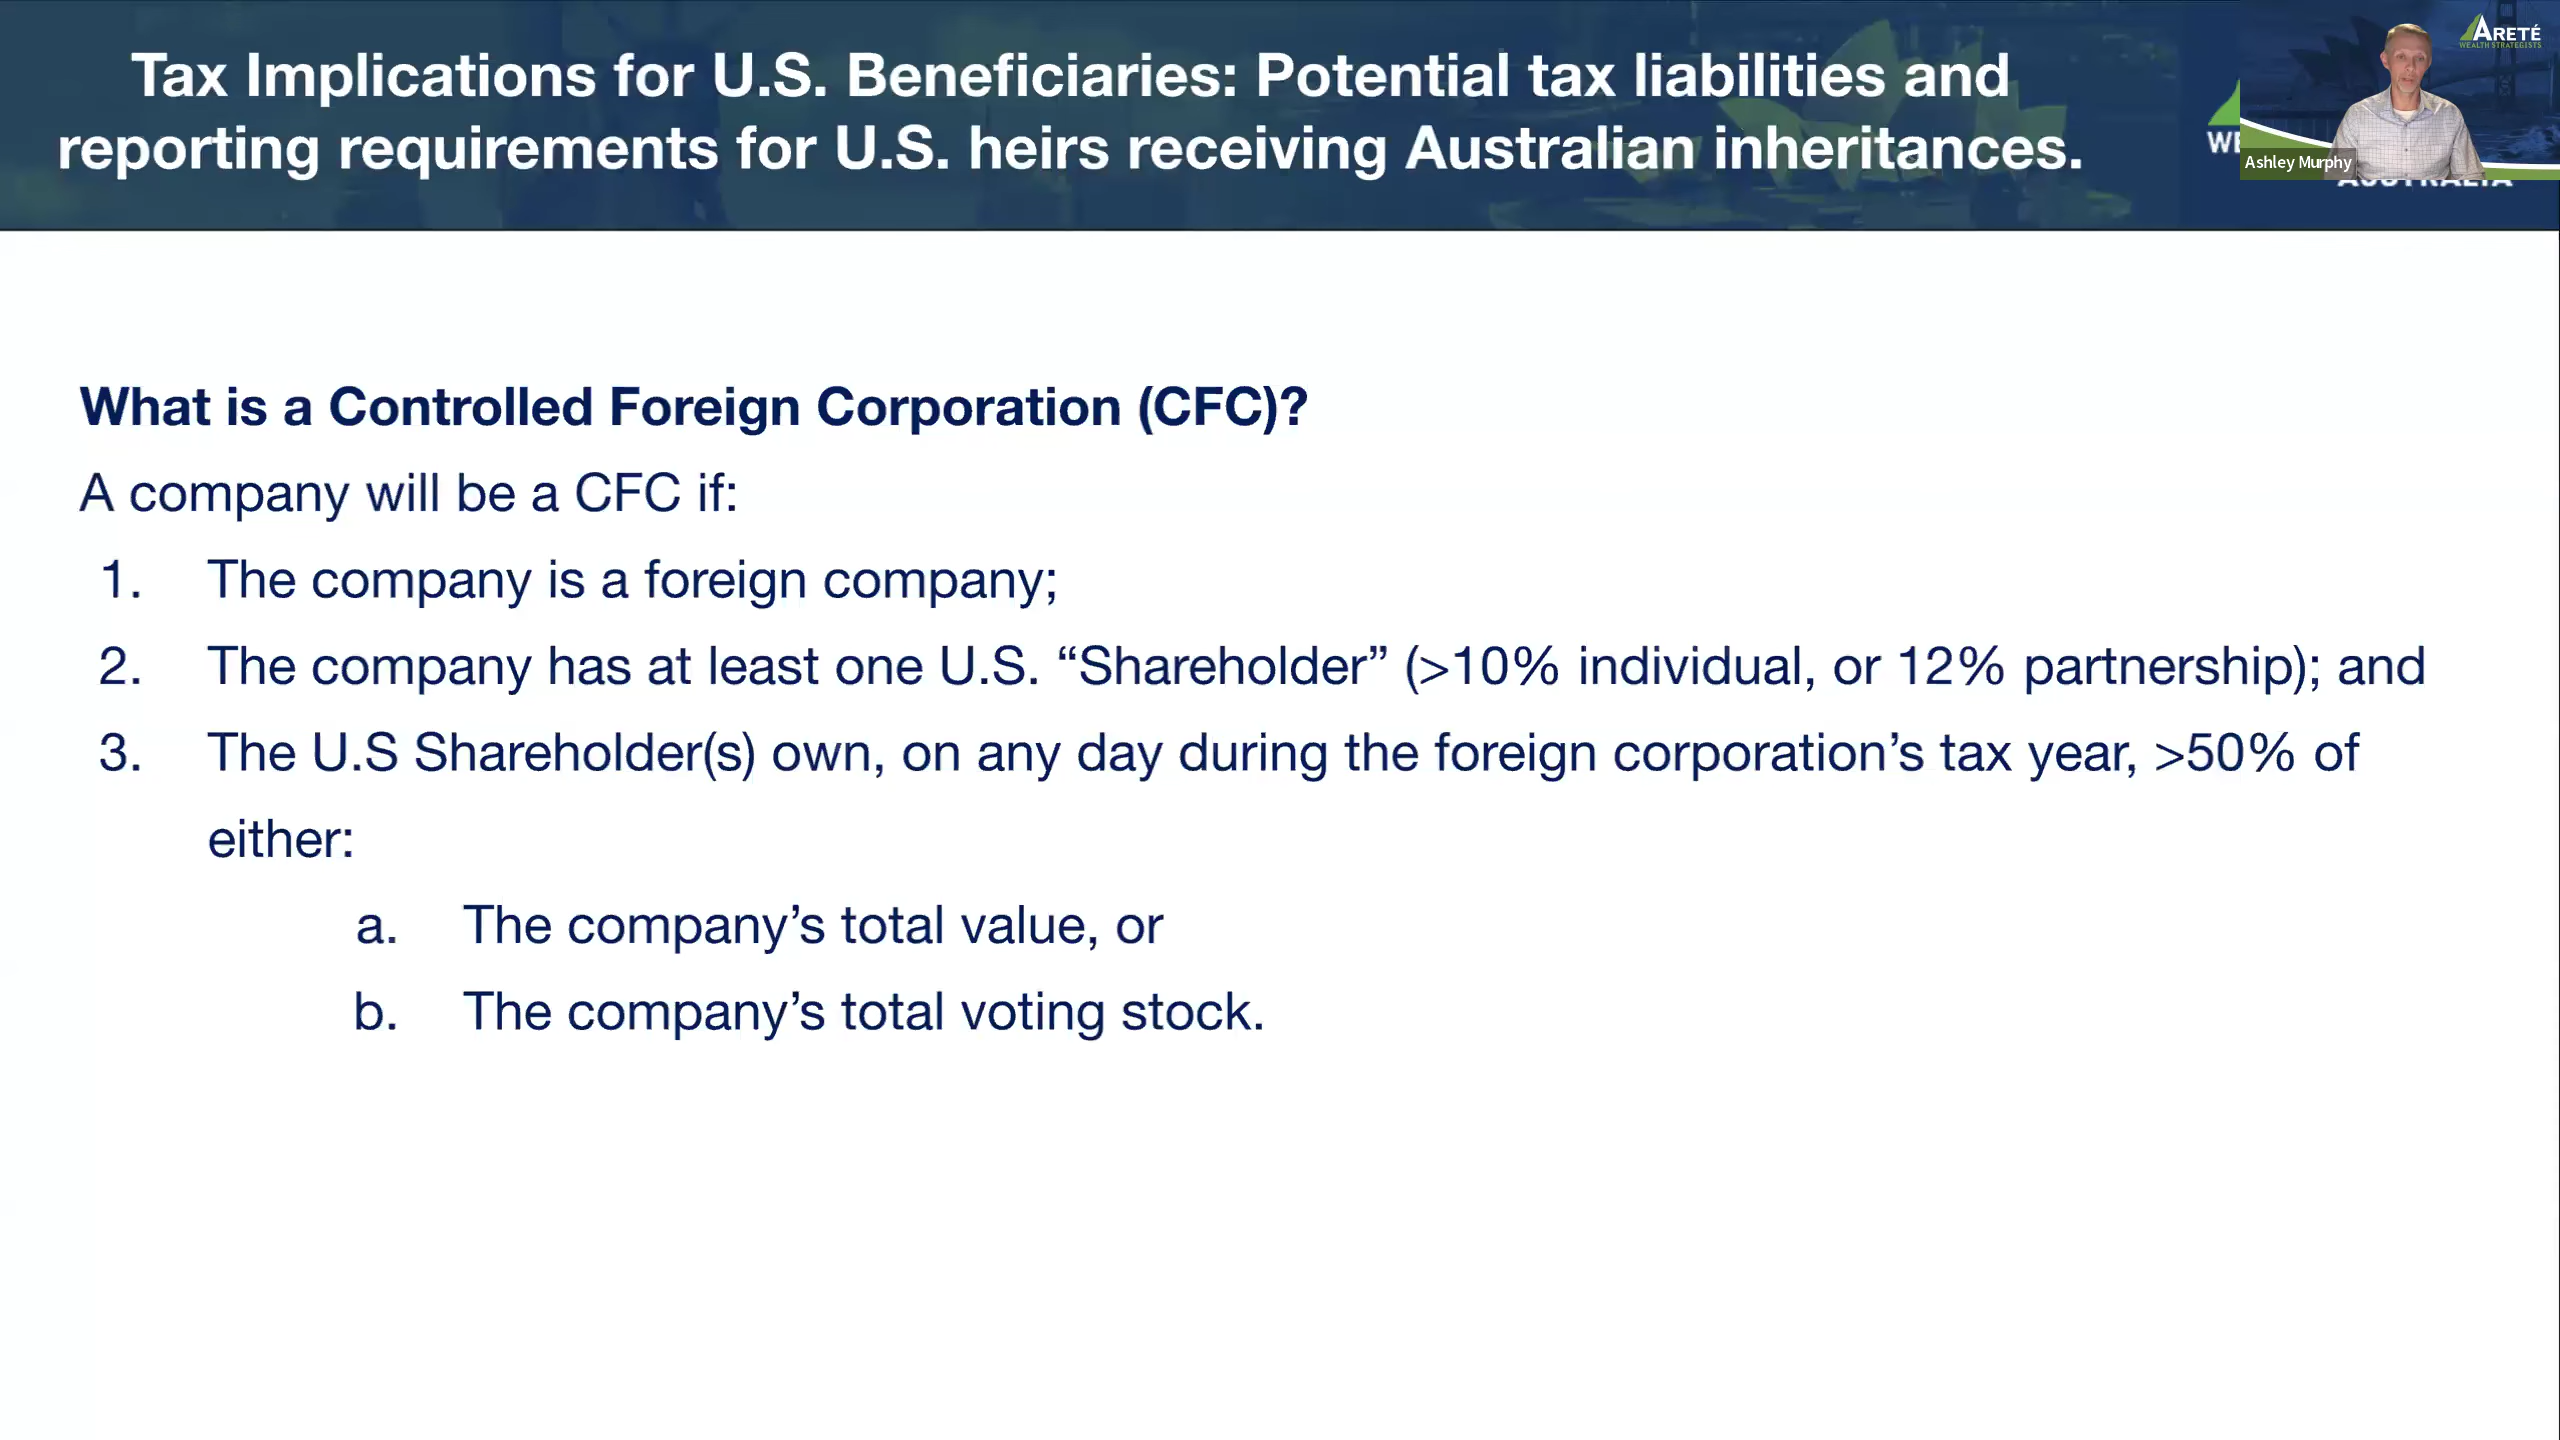 Tax Implications for U.S. Beneficiaries: Potential tax liabilities and
reporting requirements for U.S. heirs receiving Australian inheritances.
ARETÉ
WEALTH STRATEGISTS
Ashley Murphy
What is a Controlled Foreign Corporation (CFC)?
A company will be a CFC if:
1. The company is a foreign company;
2. The company has at least one U.S. “Shareholder” (>10% individual, or 12% partnership); and
3. The U.S Shareholder(s) own, on any day during the foreign corporation’s tax year, >50% of
either:
a. The company’s total value, or
b. The company’s total voting stock.